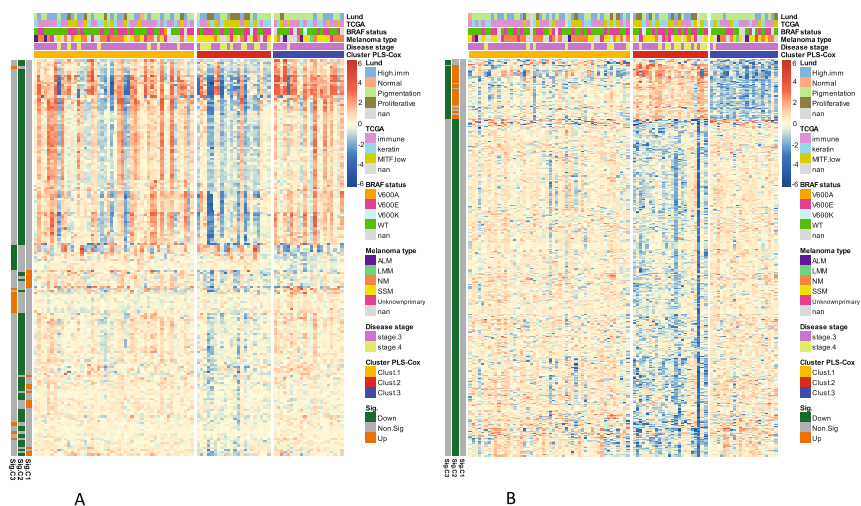 Lund
TCGA
BRAF status
Melanoma type
Disease stage
Cluster PLS-Cox
6
4
2
0
-2
-4
-6
Lund
High.imm
Normal
Pigmentation
Proliferative
nan
TCGA
immune
keratin
MITF.low
nan
BRAF status
V600A
V600E
V600K
WT
nan
Melanoma type
ALM
LMM
NM
SSM
Unknownprimary
nan
Disease stage
stage.3
stage.4
Cluster PLS-Cox
Clust.1
Clust.2
Clust.3
Sig.
Down
Non.Sig
Up
Sig.C3
Sig.C2
Sig.C1
A
Lund
TCGA
BRAF status
Melanoma type
Disease stage
Cluster PLS-Cox
6
4
2
0
-2
-4
-6
Lund
High.imm
Normal
Pigmentation
Proliferative
nan
TCGA
immune
keratin
MITF.low
nan
BRAF status
V600A
V600E
V600K
WT
nan
Melanoma type
ALM
LMM
NM
SSM
Unknownprimary
nan
Disease stage
stage.3
stage.4
Cluster PLS-Cox
Clust.1
Clust.2
Clust.3
Sig.
Down
Non.Sig
Up
Sig.C3
Sig.C2
Sig.C1
B